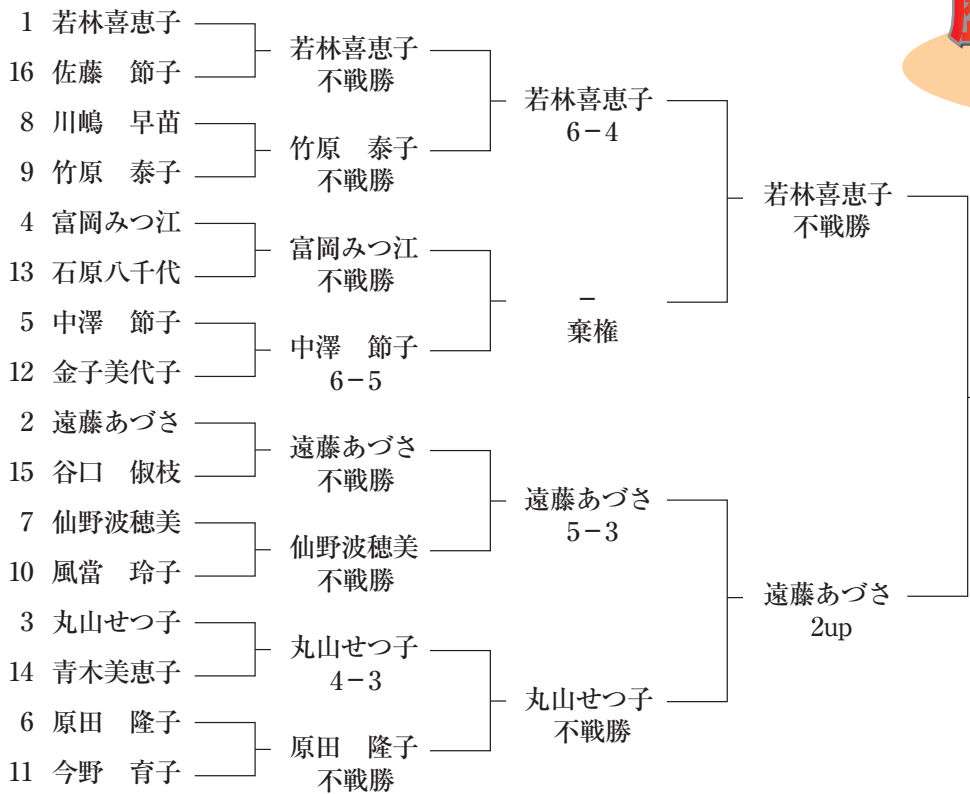 1 若林喜恵子
16 佐藤　節子
8 川嶋　早苗
9 竹原　泰子
4 富岡みつ江
13 石原八千代
5 中澤　節子
12 金子美代子
2 遠藤あづさ
15 谷口　俶枝
7 仙野波穂美
10 風當　玲子
3 丸山せつ子
14 青木美恵子
6 原田　隆子
11 今野　育子
若林喜恵子
不戦勝
竹原　泰子
不戦勝
富岡みつ江
不戦勝
中澤　節子
6－5
遠藤あづさ
不戦勝
仙野波穂美
不戦勝
丸山せつ子
4－3
原田　隆子
不戦勝
若林喜恵子
6－4
－
棄権
遠藤あづさ
5－3
丸山せつ子
不戦勝
若林喜恵子
不戦勝
遠藤あづさ
2up